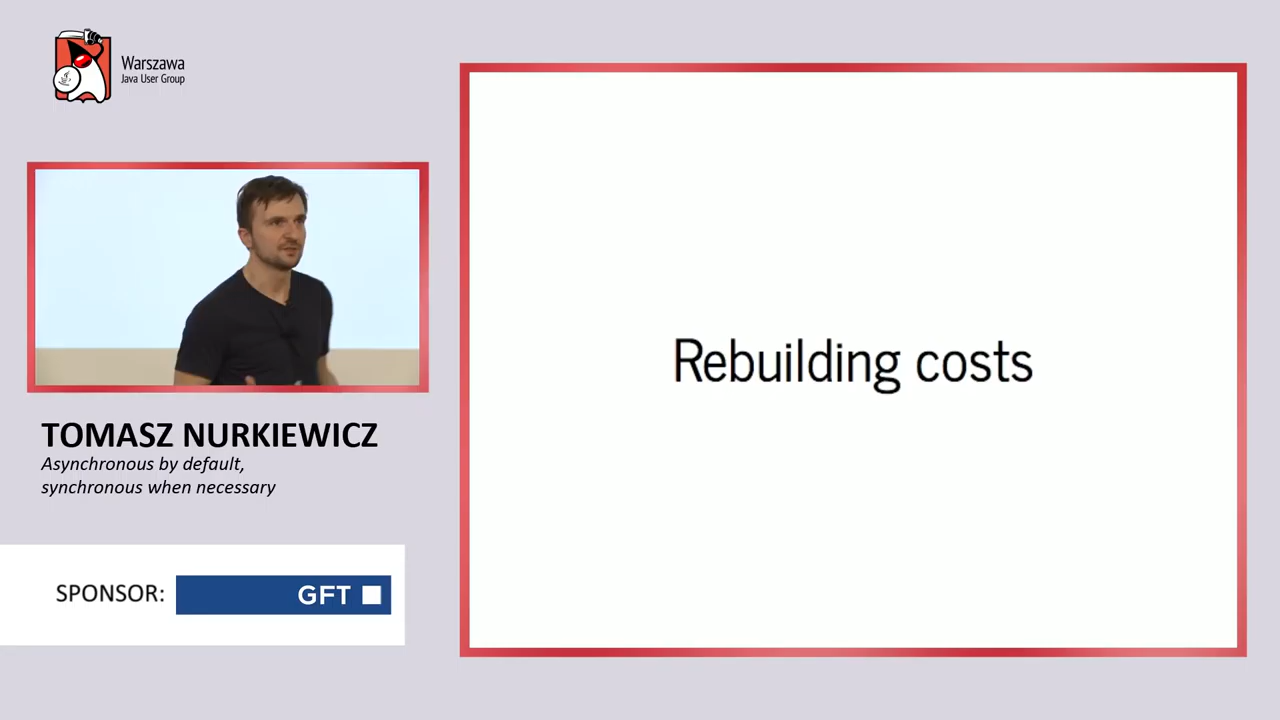 Warszawa
Java User Group
Rebuilding costs
TOMASZ NURKIEWICZ
Asynchronous by default,
synchronous when necessary
SPONSOR:
GFT